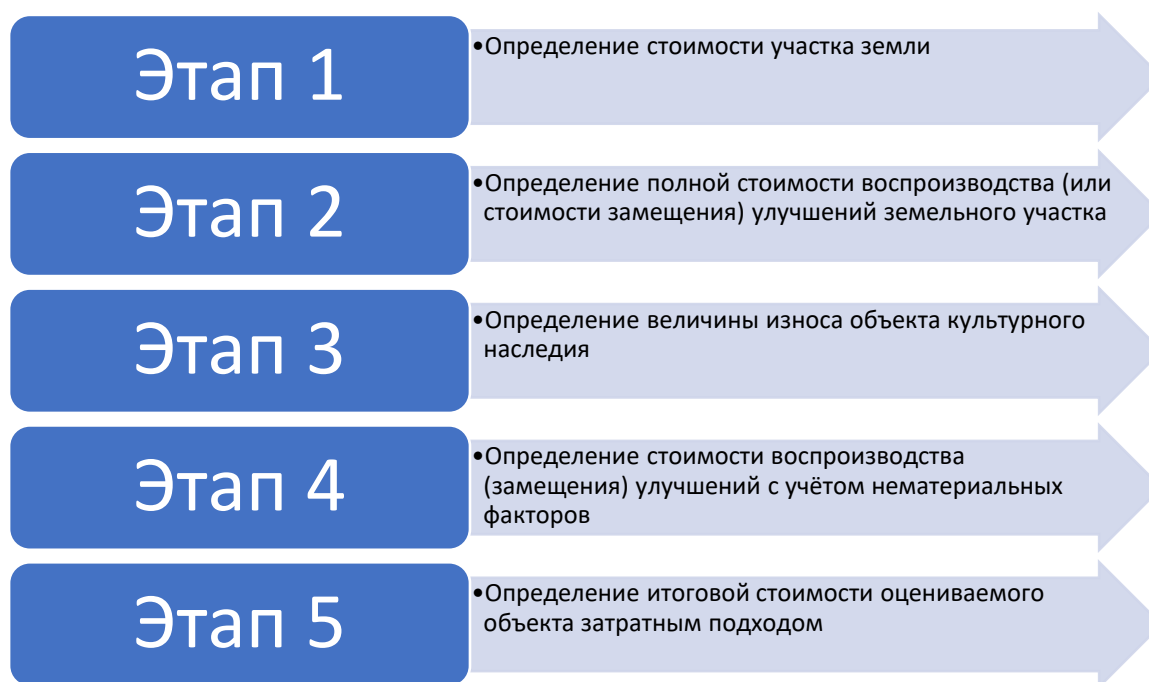 Этап 1
•Определение стоимости участка земли
Этап 2
•Определение полной стоимости воспроизводства (или
стоимости замещения) улучшений земельного участка
Этап 3
•Определение величины износа объекта культурного
наследия
Этап 4
•Определение стоимости воспроизводства
(замещения) улучшений с учётом нематериальных
факторов
Этап 5
•Определение итоговой стоимости оцениваемого
объекта затратным подходом